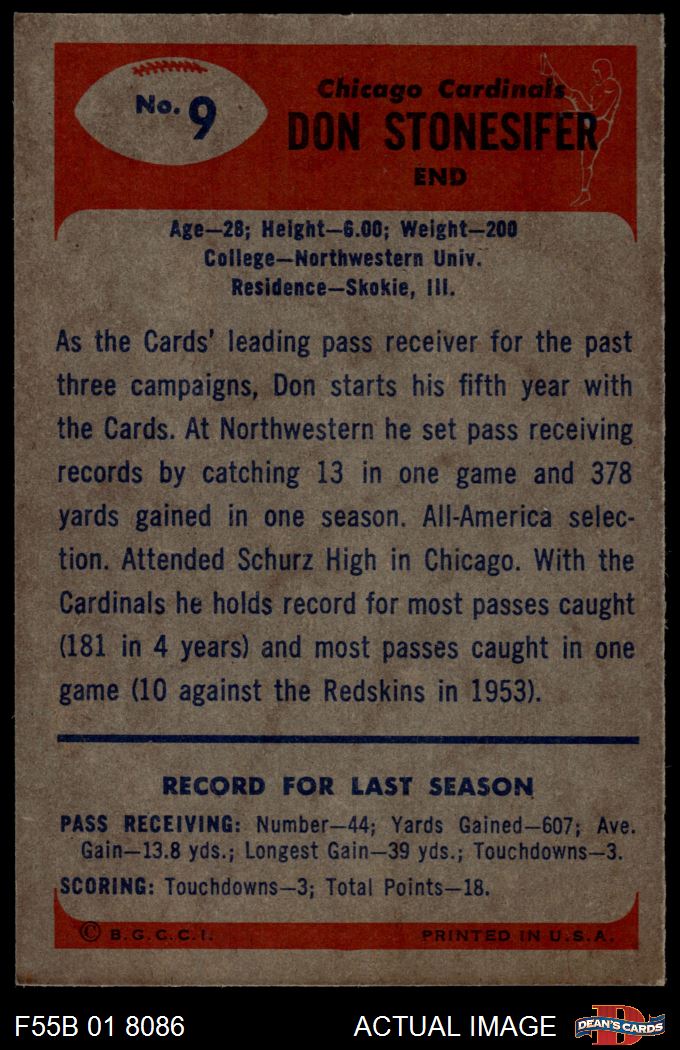 No. 9
Chicago Cardinals
DON STONESIFER
END
Age—28; Height—6.00; Weight—200
College—Northwestern Univ.
Residence—Skokie, Ill.
As the Cards' leading pass receiver for the past
three campaigns, Don starts his fifth year with
the Cards. At Northwestern he set pass receiving
records by catching 13 in one game and 378
yards gained in one season. All-America selec-
tion. Attended Schurz High in Chicago. With the
Cardinals he holds record for most passes caught
(181 in 4 years) and most passes caught in one
game (10 against the Redskins in 1953).
RECORD FOR LAST SEASON
PASS RECEIVING: Number—44; Yards Gained—607; Ave.
Gain—13.8 yds.; Longest Gain—39 yds.; Touchdowns—3.
SCORING: Touchdowns—3; Total Points—18.
© B.G.C.C.I. PRINTED IN U.S.A.
F55B 01 8086 ACTUAL IMAGE D DEAN'S CARDS